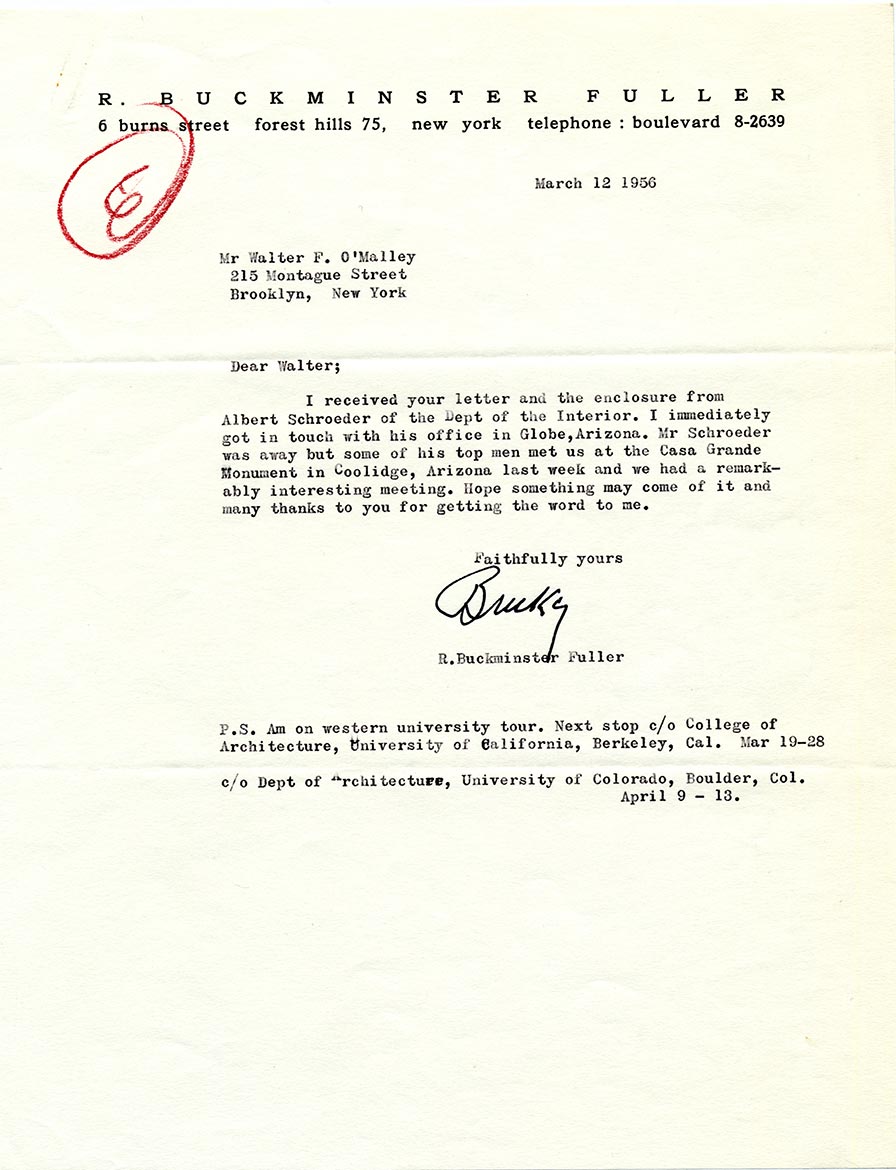 R. BUCKMINSTER FULLER
6 burns street forest hills 75, new york telephone : boulevard 8-2639
March 12 1956
Mr Walter F. O'Malley
215 Montague Street
Brooklyn, New York
Dear Walter;
I received your letter and the enclosure from
Albert Schroeder of the Dept of the Interior. I immediately
got in touch with his office in Globe,Arizona. Mr Schroeder
was away but some of his top men met us at the Casa Grande
Monument in Coolidge, Arizona last week and we had a remark-
ably interesting meeting. Hope something may come of it and
many thanks to you for getting the word to me.
Faithfully yours
Bucky
R.Buckminster Fuller
P.S. Am on western university tour. Next stop c/o College of
Architecture, University of California, Berkeley, Cal. Mar 19-28
c/o Dept of Architecture, University of Colorado, Boulder, Col.
April 9 - 13.